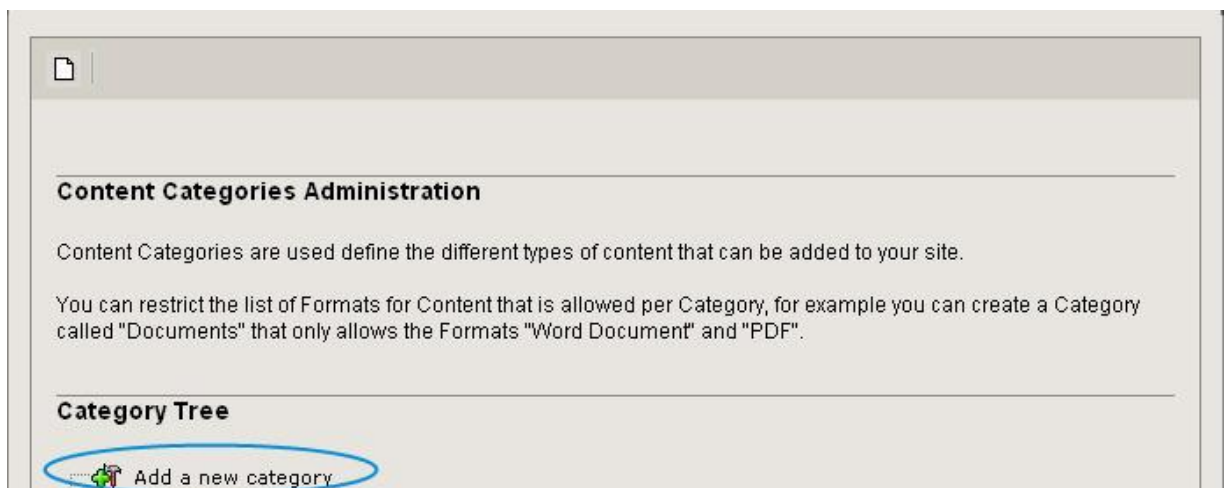 Content Categories Administration
Content Categories are used define the different types of content that can be added to your site.
You can restrict the list of Formats for Content that is allowed per Category, for example you can create a Category
called "Documents" that only allows the Formats "Word Document" and "PDF".
Category Tree
Add a new category